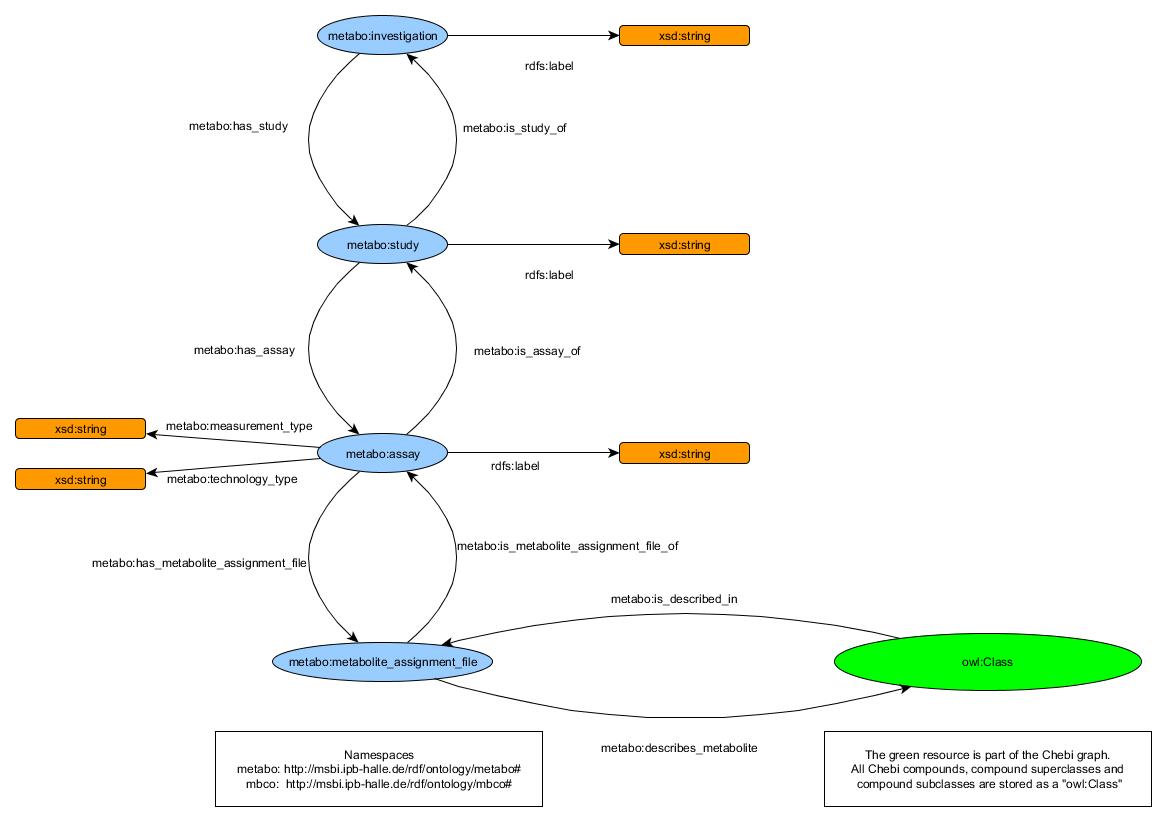 metabo:investigation
xsd:string
rdfs:label
metabo:has_study
metabo:is_study_of
metabo:study
xsd:string
rdfs:label
metabo:has_assay
metabo:is_assay_of
xsd:string
metabo:measurement_type
metabo:assay
xsd:string
rdfs:label
xsd:string
metabo:technology_type
metabo:is_metabolite_assignment_file_of
metabo:has_metabolite_assignment_file
metabo:is_described_in
metabo:metabolite_assignment_file
owl:Class
metabo:describes_metabolite
Namespaces
metabo: http://msbi.ipb-halle.de/rdf/ontology/metabo#
mbco:  http://msbi.ipb-halle.de/rdf/ontology/mbco#
The green resource is part of the Chebi graph.
All Chebi compounds, compound superclasses and
compound subclasses are stored as a "owl:Class"